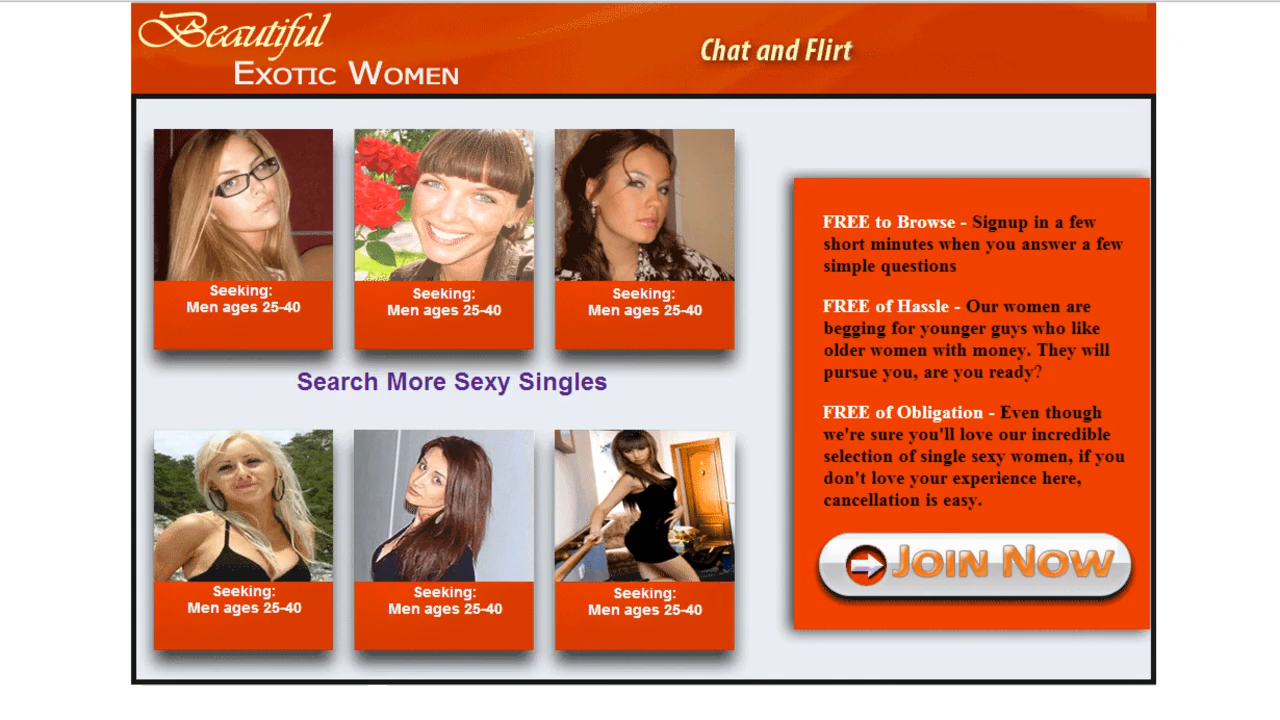 Beautiful
EXOTIC WOMEN
Chat and Flirt
Seeking:
Men ages 25-40
Seeking:
Men ages 25-40
Seeking:
Men ages 25-40
Search More Sexy Singles
Seeking:
Men ages 25-40
Seeking:
Men ages 25-40
Seeking:
Men ages 25-40
FREE to Browse - Signup in a few
short minutes when you answer a few
simple questions
FREE of Hassle - Our women are
begging for younger guys who like
older women with money. They will
pursue you, are you ready?
FREE of Obligation - Even though
we're sure you'll love our incredible
selection of single sexy women, if you
don't love your experience here,
cancellation is easy.
JOIN NOW